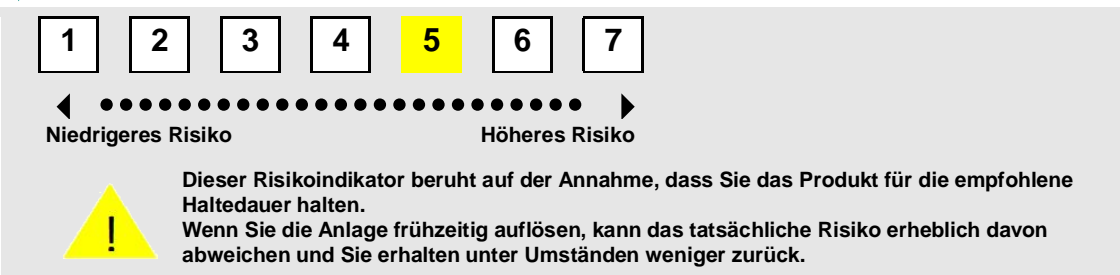 1 2 3 4 5 6 7
Niedrigeres Risiko Höheres Risiko
Dieser Risikoindikator beruht auf der Annahme, dass Sie das Produkt für die empfohlene
Haltedauer halten.
Wenn Sie die Anlage frühzeitig auflösen, kann das tatsächliche Risiko erheblich davon
abweichen und Sie erhalten unter Umständen weniger zurück.
!